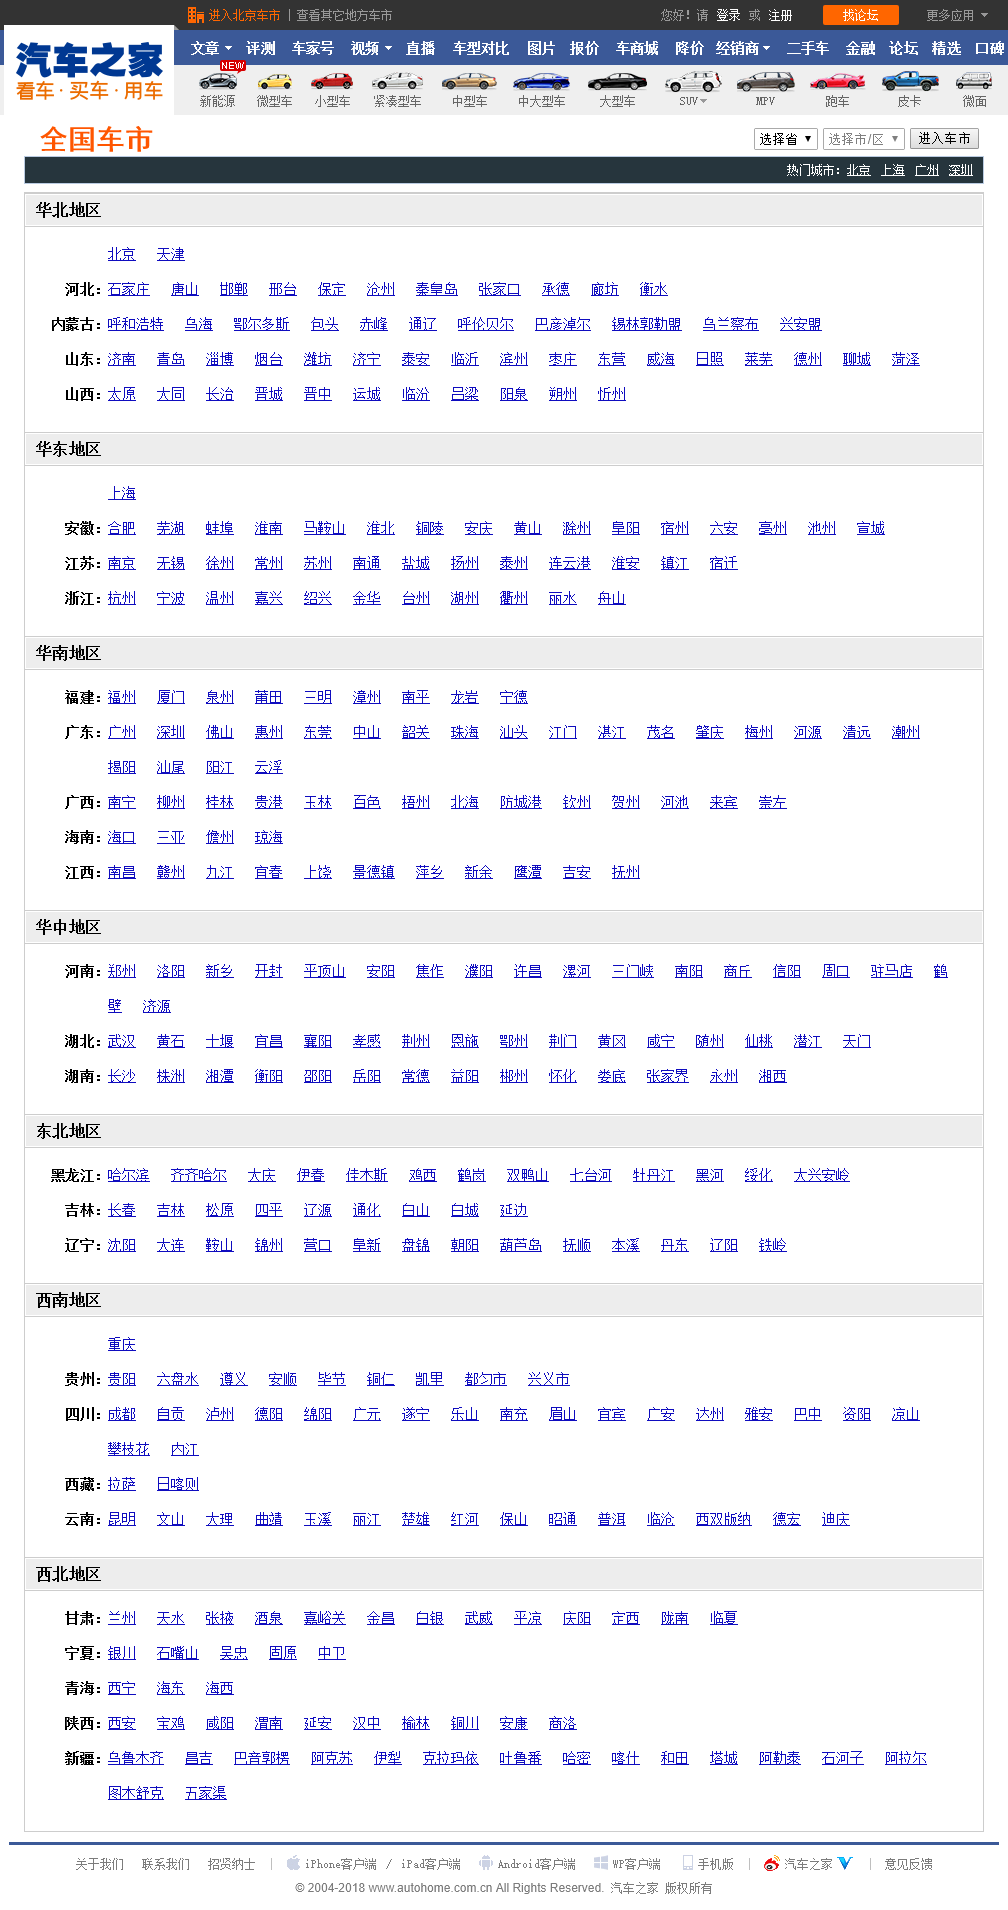 进入北京车市 | 查看其它地方车市 您好！请 登录 或 注册 找论坛 更多应用
汽车之家
看车·买车·用车
文章 评测 车家号 视频 直播 车型对比 图片 报价 车商城 降价 经销商 二手车 金融 论坛 精选 口碑
NEW
新能源 微型车 小型车 紧凑型车 中型车 中大型车 大型车 SUV MPV 跑车 皮卡 微面
全国车市 选择省 选择市/区 进入车市
热门城市：北京 上海 广州 深圳
华北地区
北京 天津
河北：石家庄 唐山 邯郸 邢台 保定 沧州 秦皇岛 张家口 承德 廊坊 衡水
内蒙古：呼和浩特 乌海 鄂尔多斯 包头 赤峰 通辽 呼伦贝尔 巴彦淖尔 锡林郭勒盟 乌兰察布 兴安盟
山东：济南 青岛 淄博 烟台 潍坊 济宁 泰安 临沂 滨州 枣庄 东营 威海 日照 莱芜 德州 聊城 菏泽
山西：太原 大同 长治 晋城 晋中 运城 临汾 吕梁 阳泉 朔州 忻州
华东地区
上海
安徽：合肥 芜湖 蚌埠 淮南 马鞍山 淮北 铜陵 安庆 黄山 滁州 阜阳 宿州 六安 亳州 池州 宣城
江苏：南京 无锡 徐州 常州 苏州 南通 盐城 扬州 泰州 连云港 淮安 镇江 宿迁
浙江：杭州 宁波 温州 嘉兴 绍兴 金华 台州 湖州 衢州 丽水 舟山
华南地区
福建：福州 厦门 泉州 莆田 三明 漳州 南平 龙岩 宁德
广东：广州 深圳 佛山 惠州 东莞 中山 韶关 珠海 汕头 江门 湛江 茂名 肇庆 梅州 河源 清远 潮州
揭阳 汕尾 阳江 云浮
广西：南宁 柳州 桂林 贵港 玉林 百色 梧州 北海 防城港 钦州 贺州 河池 来宾 崇左
海南：海口 三亚 儋州 琼海
江西：南昌 赣州 九江 宜春 上饶 景德镇 萍乡 新余 鹰潭 吉安 抚州
华中地区
河南：郑州 洛阳 新乡 开封 平顶山 安阳 焦作 濮阳 许昌 漯河 三门峡 南阳 商丘 信阳 周口 驻马店 鹤
壁 济源
湖北：武汉 黄石 十堰 宜昌 襄阳 孝感 荆州 恩施 鄂州 荆门 黄冈 咸宁 随州 仙桃 潜江 天门
湖南：长沙 株洲 湘潭 衡阳 邵阳 岳阳 常德 益阳 郴州 怀化 娄底 张家界 永州 湘西
东北地区
黑龙江：哈尔滨 齐齐哈尔 大庆 伊春 佳木斯 鸡西 鹤岗 双鸭山 七台河 牡丹江 黑河 绥化 大兴安岭
吉林：长春 吉林 松原 四平 辽源 通化 白山 白城 延边
辽宁：沈阳 大连 鞍山 锦州 营口 阜新 盘锦 朝阳 葫芦岛 抚顺 本溪 丹东 辽阳 铁岭
西南地区
重庆
贵州：贵阳 六盘水 遵义 安顺 毕节 铜仁 凯里 都匀市 兴义市
四川：成都 自贡 泸州 德阳 绵阳 广元 遂宁 乐山 南充 眉山 宜宾 广安 达州 雅安 巴中 资阳 凉山
攀枝花 内江
西藏：拉萨 日喀则
云南：昆明 文山 大理 曲靖 玉溪 丽江 楚雄 红河 保山 昭通 普洱 临沧 西双版纳 德宏 迪庆
西北地区
甘肃：兰州 天水 张掖 酒泉 嘉峪关 金昌 白银 武威 平凉 庆阳 定西 陇南 临夏
宁夏：银川 石嘴山 吴忠 固原 中卫
青海：西宁 海东 海西
陕西：西安 宝鸡 咸阳 渭南 延安 汉中 榆林 铜川 安康 商洛
新疆：乌鲁木齐 昌吉 巴音郭楞 阿克苏 伊犁 克拉玛依 吐鲁番 哈密 喀什 和田 塔城 阿勒泰 石河子 阿拉尔
图木舒克 五家渠
关于我们 联系我们 招贤纳士 | iPhone客户端 / iPad客户端 Android客户端 WP客户端 手机版 | 汽车之家 | 意见反馈
© 2004-2018 www.autohome.com.cn All Rights Reserved. 汽车之家 版权所有